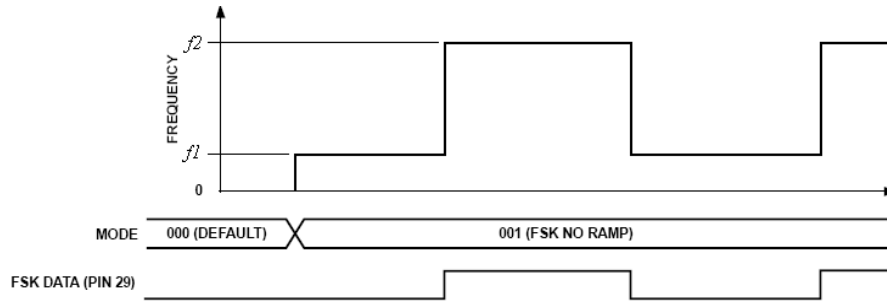 f2
FREQUENCY
f1
0
MODE
000 (DEFAULT)
001 (FSK NO RAMP)
FSK DATA (PIN 29)